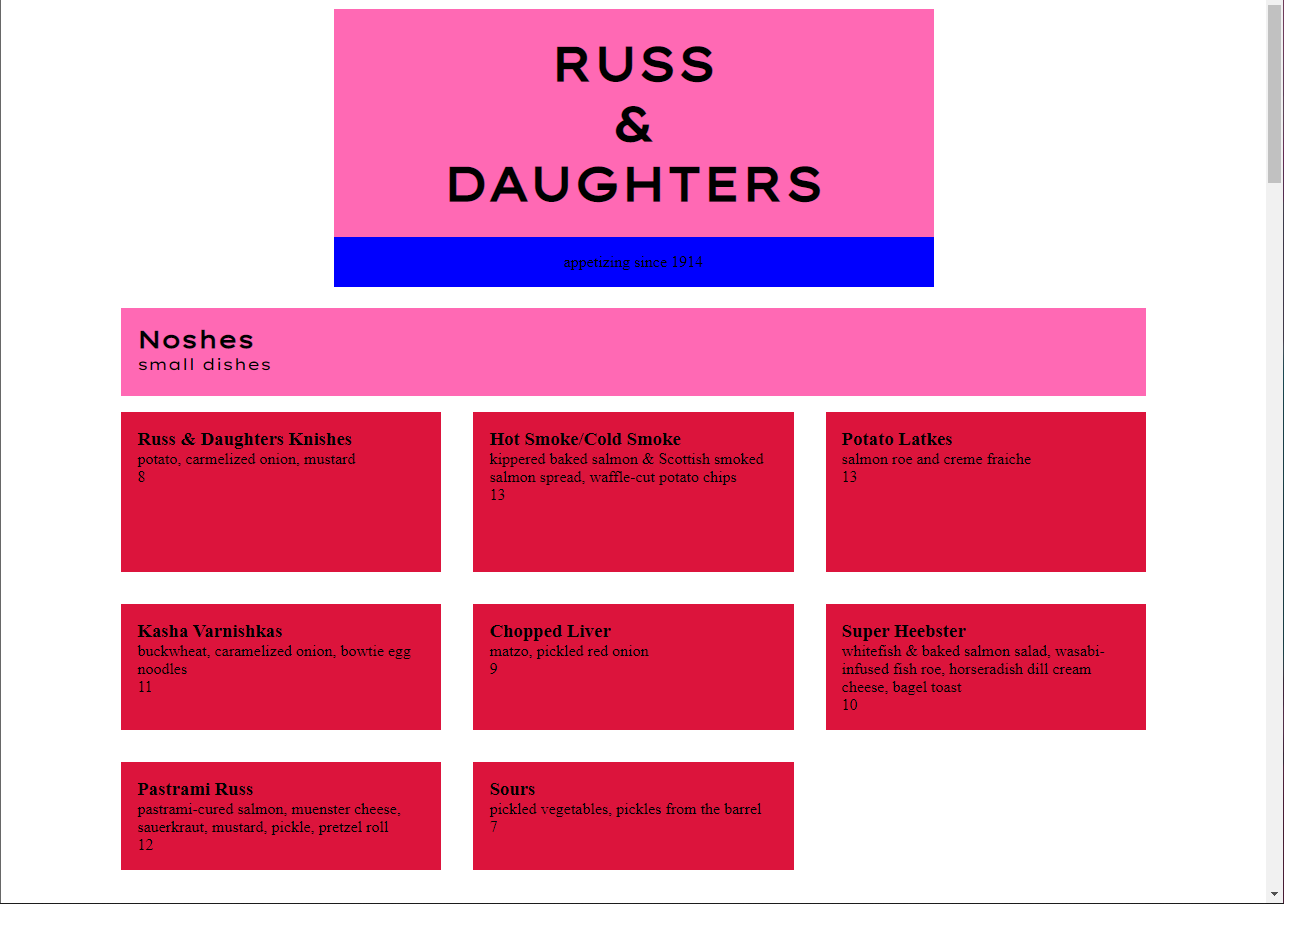 RUSS
&
DAUGHTERS
appetizing since 1914
Noshes
small dishes
Russ & Daughters Knishes
potato, carmelized onion, mustard
8
Hot Smoke/Cold Smoke
kippered baked salmon & Scottish smoked
salmon spread, waffle-cut potato chips
13
Potato Latkes
salmon roe and creme fraiche
13
Kasha Varnishkas
buckwheat, caramelized onion, bowtie egg
noodles
11
Chopped Liver
matzo, pickled red onion
9
Super Heebster
whitefish & baked salmon salad, wasabi-
infused fish roe, horseradish dill cream
cheese, bagel toast
10
Pastrami Russ
pastrami-cured salmon, muenster cheese,
sauerkraut, mustard, pickle, pretzel roll
12
Sours
pickled vegetables, pickles from the barrel
7